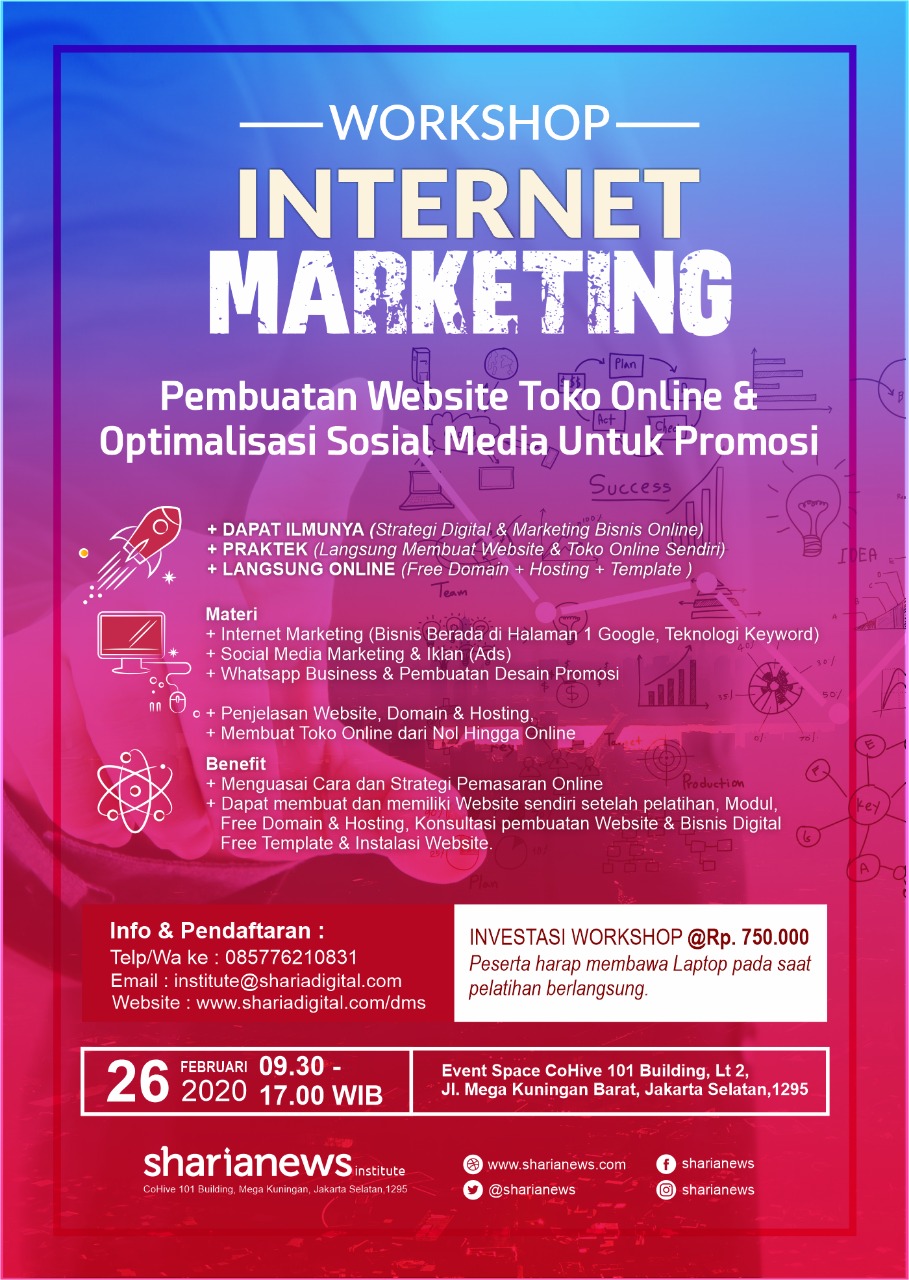 WORKSHOP
INTERNET
MARKETING
Pembuatan Website Toko Online &
Optimalisasi Sosial Media Untuk Promosi
Plan
Act
Success
IDEA
Team
+ DAPAT ILMUNYA (Strategi Digital & Marketing Bisnis Online)
+ PRAKTEK (Langsung Membuat Website & Toko Online Sendiri)
+ LANGSUNG ONLINE (Free Domain + Hosting + Template )
Materi
+ Internet Marketing (Bisnis Berada di Halaman 1 Google, Teknologi Keyword)
+ Social Media Marketing & Iklan (Ads)
+ Whatsapp Business & Pembuatan Desain Promosi
+ Penjelasan Website, Domain & Hosting,
+ Membuat Toko Online dari Nol Hingga Online
Target
Production
Key
Plan
Benefit
+ Menguasai Cara dan Strategi Pemasaran Online
+ Dapat membuat dan memiliki Website sendiri setelah pelatihan, Modul,
Free Domain & Hosting, Konsultasi pembuatan Website & Bisnis Digital
Free Template & Instalasi Website.
Info & Pendaftaran :
Telp/Wa ke : 085776210831
Email : institute@shariadigital.com
Website : www.shariadigital.com/dms
INVESTASI WORKSHOP @Rp. 750.000
Peserta harap membawa Laptop pada saat
pelatihan berlangsung.
26 FEBRUARI 2020
09.30 -
17.00 WIB
Event Space CoHive 101 Building, Lt 2,
Jl. Mega Kuningan Barat, Jakarta Selatan,1295
sharianews institute
CoHive 101 Building, Mega Kuningan, Jakarta Selatan,1295
www.sharianews.com
sharianews
@sharianews
sharianews